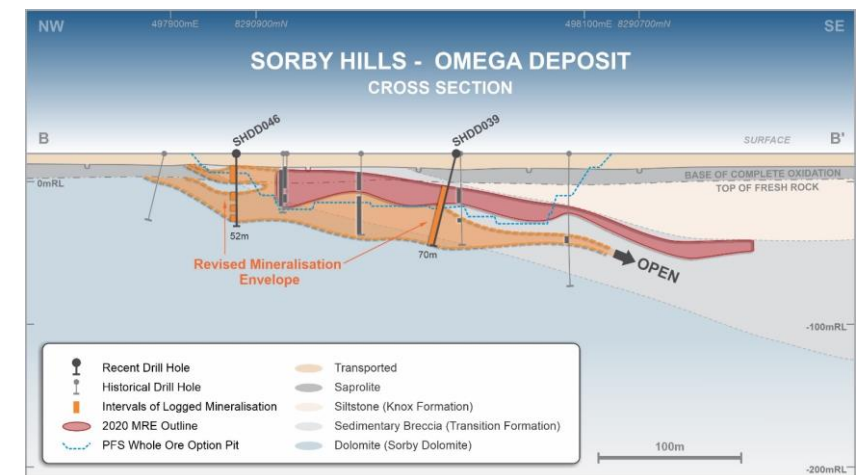 497900mE 8290900mN 498100mE 8290700mN
NW SE
SORBY HILLS - OMEGA DEPOSIT
CROSS SECTION
B SHDD046 SHDD039 SURFACE B'
BASE OF COMPLETE OXIDATION
0mRL TOP OF FRESH ROCK
52m
70m
Revised Mineralisation
Envelope
OPEN
-100mRL
Recent Drill Hole
Historical Drill Hole
Intervals of Logged Mineralisation
2020 MRE Outline
PFS Whole Ore Option Pit
Transported
Saprolite
Siltstone (Knox Formation)
Sedimentary Breccia (Transition Formation)
Dolomite (Sorby Dolomite)
100m
-200mRL